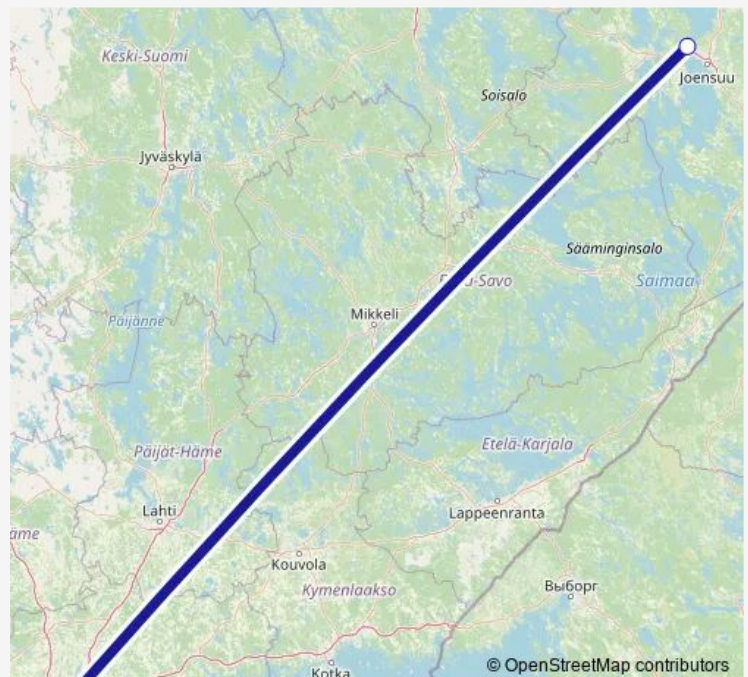 Keski-Suomi
Joensuu
Soisalo
Jyväskylä
Sääminginsalo
Saimaa
-Savo
Mikkeli
Päijänne
Päijät-Häme
Etelä-Karjala
Lahti
Lappeenranta
äme
Kouvola
Kymenlaakso
Выборг
Kotka
© OpenStreetMap contributors